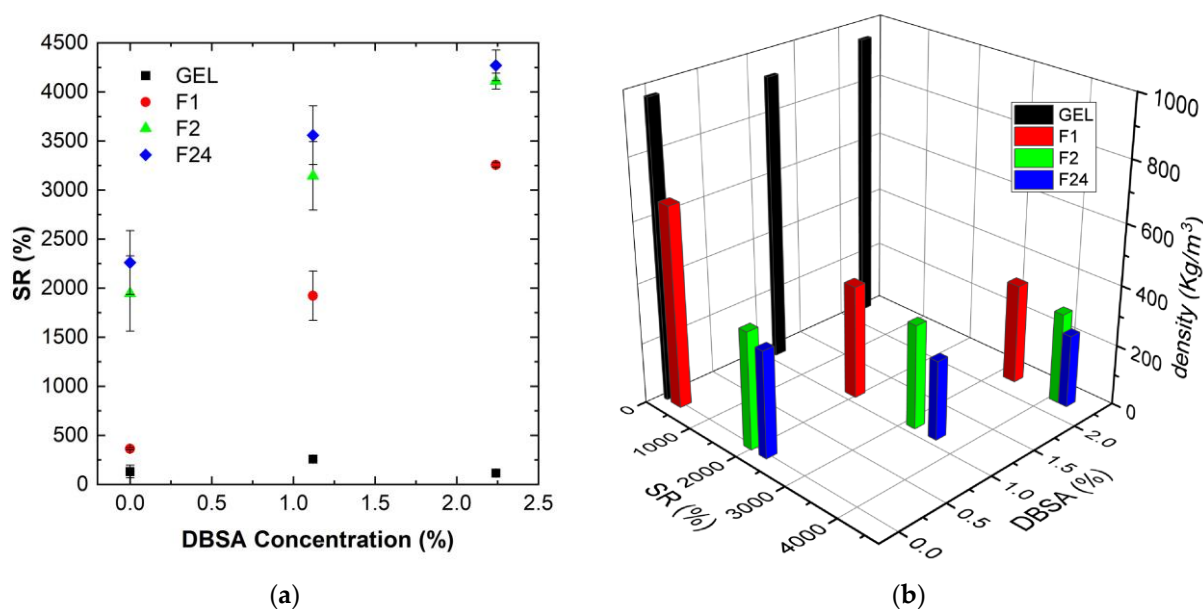 4500
4000
3500
3000
2500
2000
1500
1000
500
0
SR (%)
GEL
F1
F2
F24
0.0 0.5 1.0 1.5 2.0 2.5
DBSA Concentration (%)
(a)
GEL
F1
F2
F24
1000
800
600
400
200
0
density (Kg/m³)
0
1000
2000
3000
4000
SR (%)
0.0
0.5
1.0
1.5
2.0
DBSA (%)
(b)